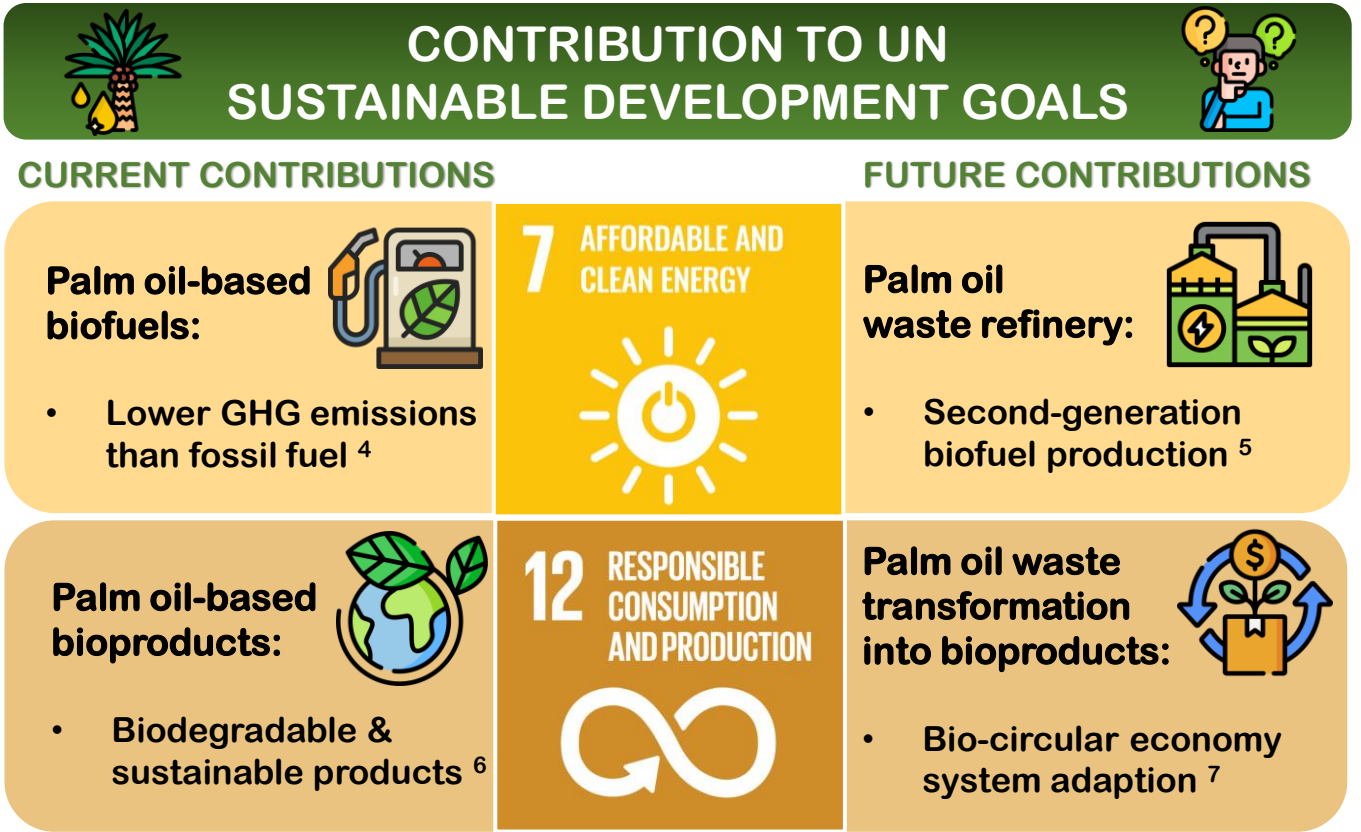 CONTRIBUTION TO UN
SUSTAINABLE DEVELOPMENT GOALS
CURRENT CONTRIBUTIONS
FUTURE CONTRIBUTIONS
Palm oil-based
biofuels:
• Lower GHG emissions
than fossil fuel 4
7 AFFORDABLE AND
CLEAN ENERGY
Palm oil
waste refinery:
• Second-generation
biofuel production 5
Palm oil-based
bioproducts:
• Biodegradable &
sustainable products 6
12 RESPONSIBLE
CONSUMPTION
AND PRODUCTION
Palm oil waste
transformation
into bioproducts:
• Bio-circular economy
system adaption 7